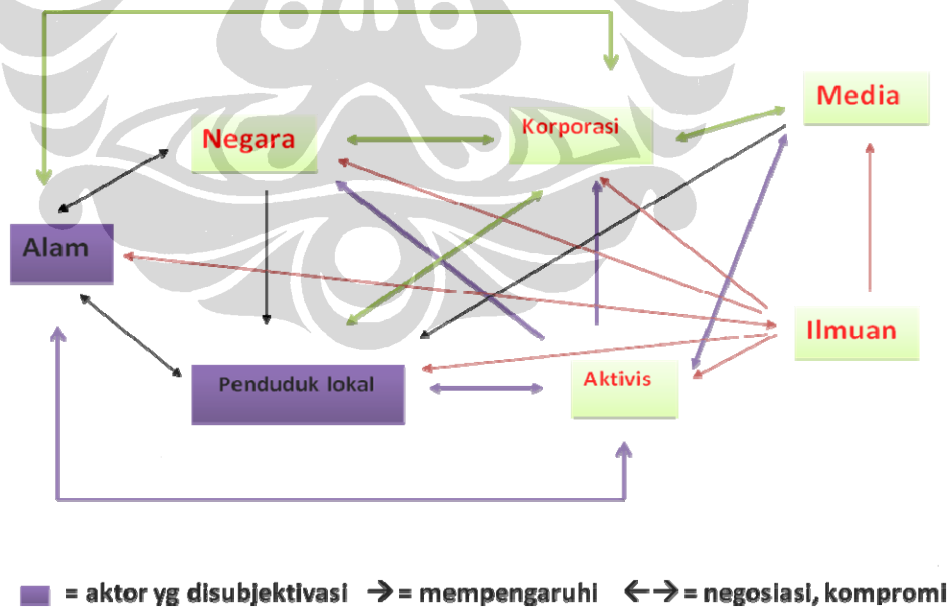 Media
Korporasi
Negara
Alam
Ilmuan
Penduduk lokal
Aktivis
= aktor yg disubjektivasi → = mempengaruhi ←→ = negosiasi, kompromi